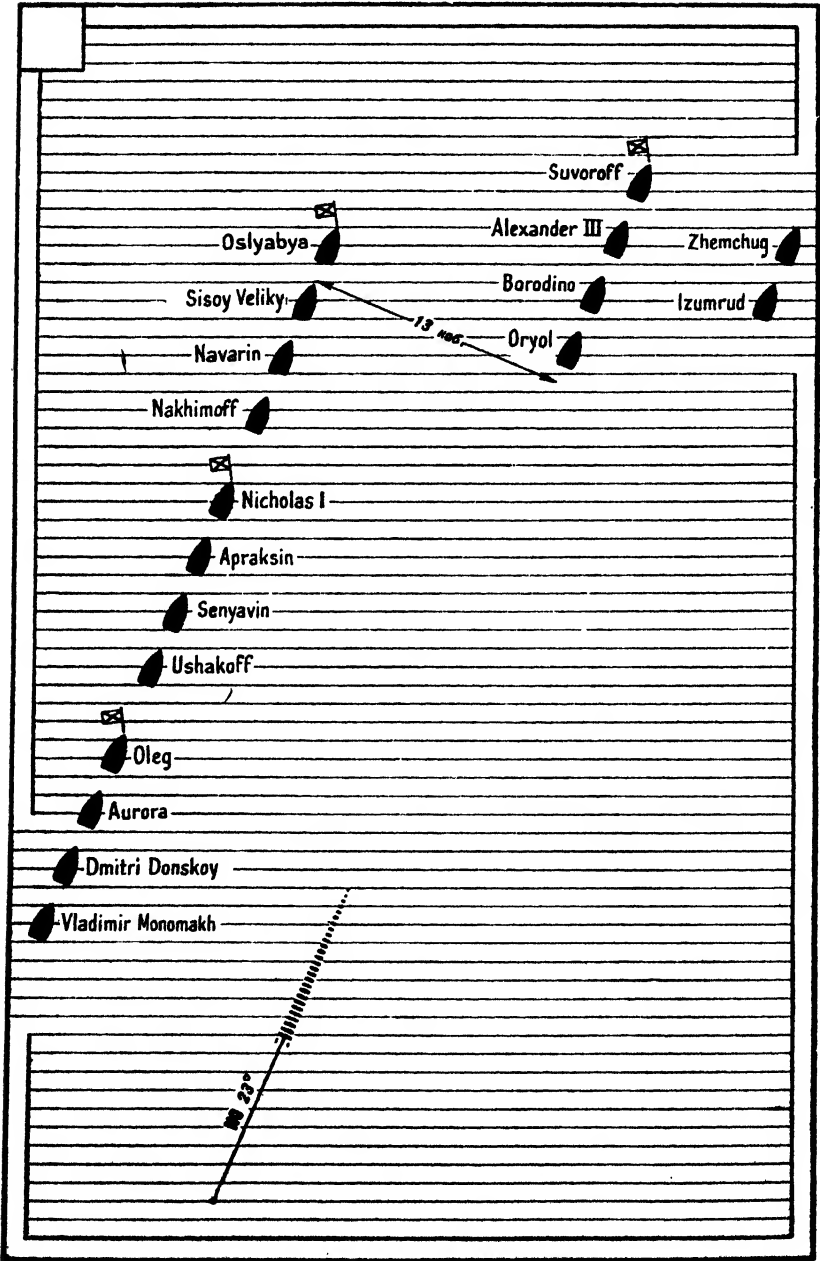 Suvoroff
Oslyabya
Alexander III
Zhemchug
Sisoy Veliky
Borodino
Izumrud
13 каб.
Navarin
Oryol
Nakhimoff
Nicholas I
Apraksin
Senyavin
Ushakoff
Oleg
Aurora
Dmitri Donskoy
Vladimir Monomakh
23°